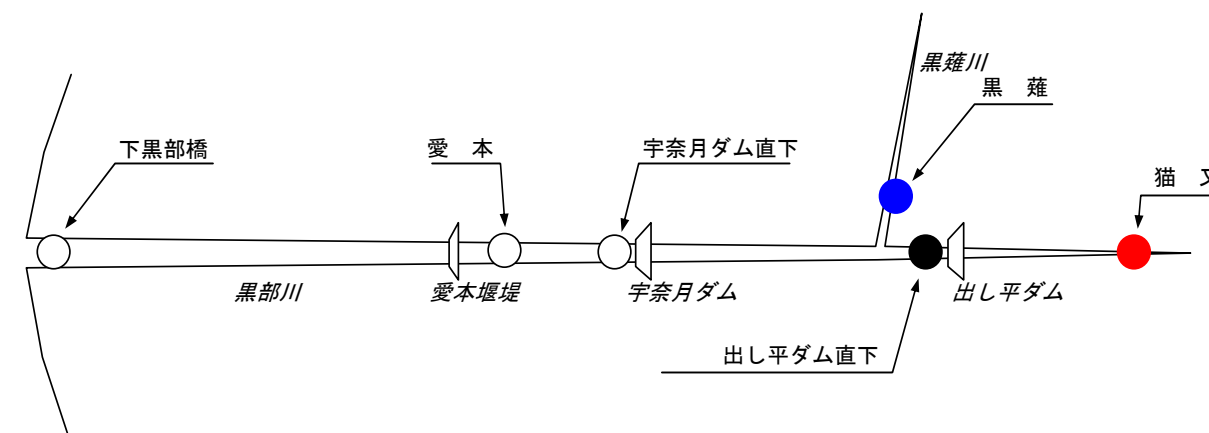 黒薙川
黒　薙
下黒部橋
愛　本
宇奈月ダム直下
猫
黒部川
愛本堰堤
宇奈月ダム
出し平ダム
出し平ダム直下